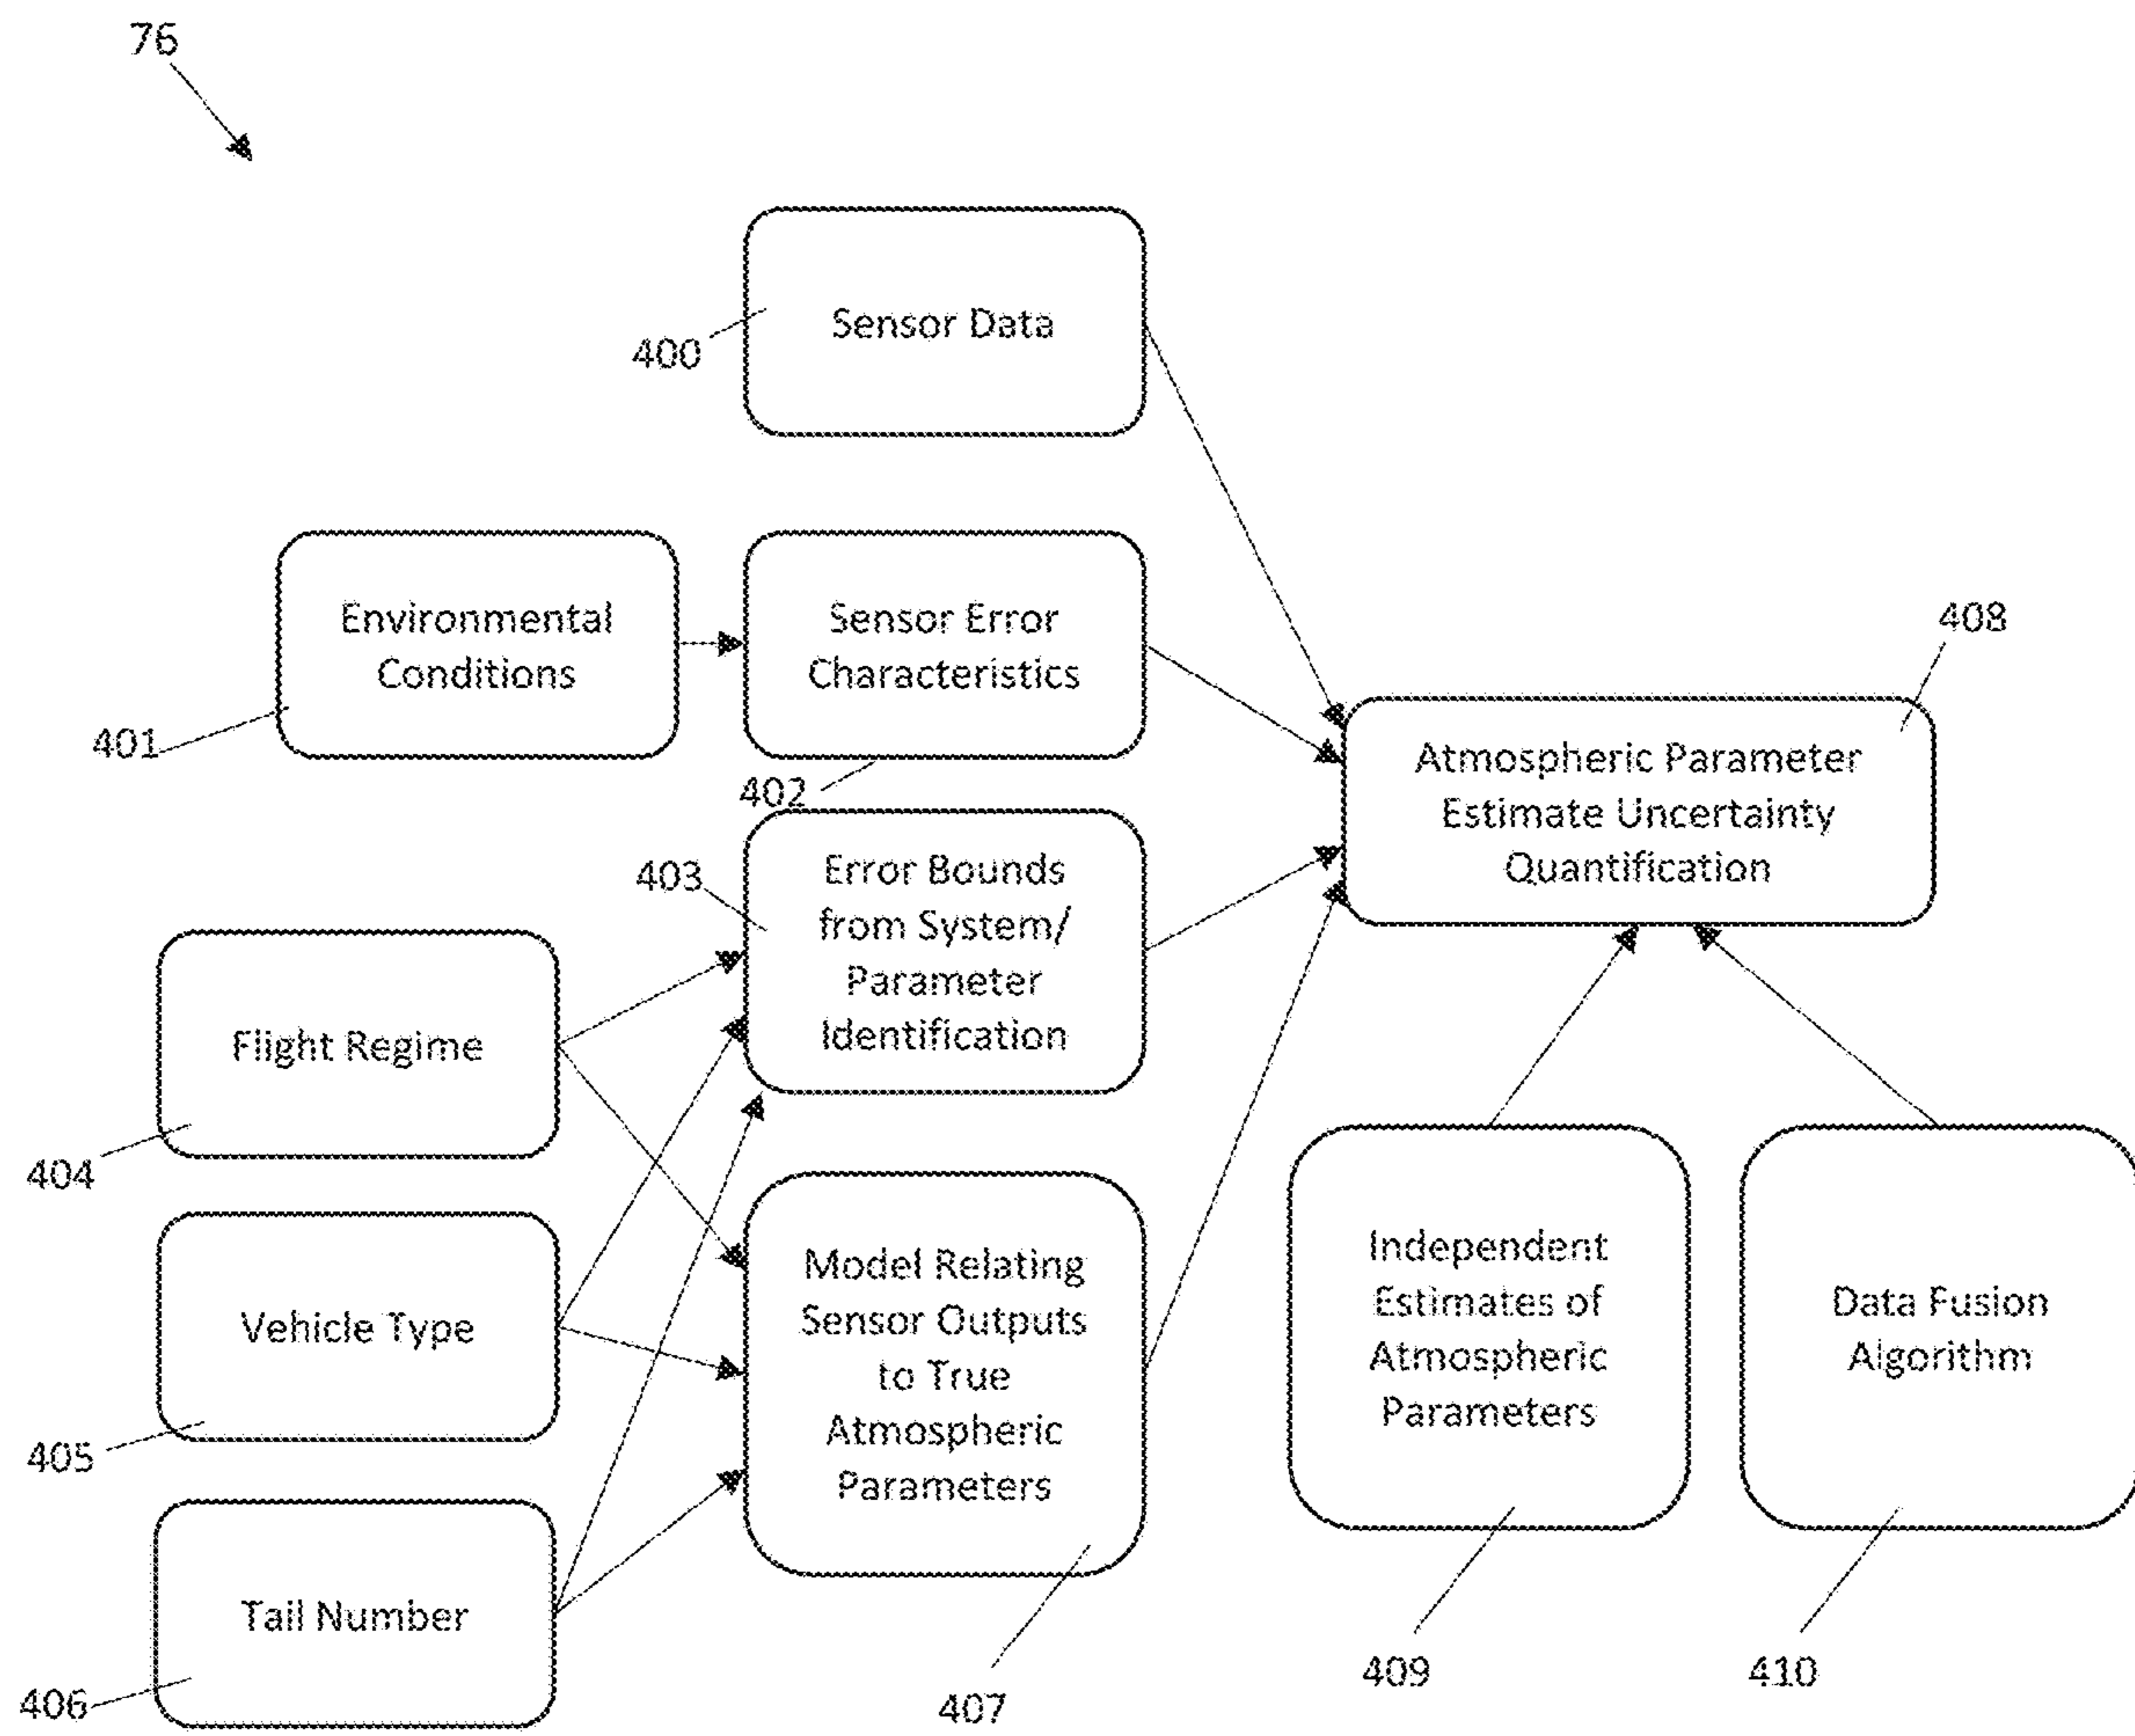 76
Sensor Data
400
Environmental
Conditions
401
Sensor Error
Characteristics
402
408
Atmospheric Parameter
Estimate Uncertainty
Quantification
403
Error Bounds
from System/
Parameter
Identification
Flight Regime
404
Vehicle Type
405
Tail Number
406
Model Relating
Sensor Outputs
to True
Atmospheric
Parameters
407
Independent
Estimates of
Atmospheric
Parameters
409
Data Fusion
Algorithm
410